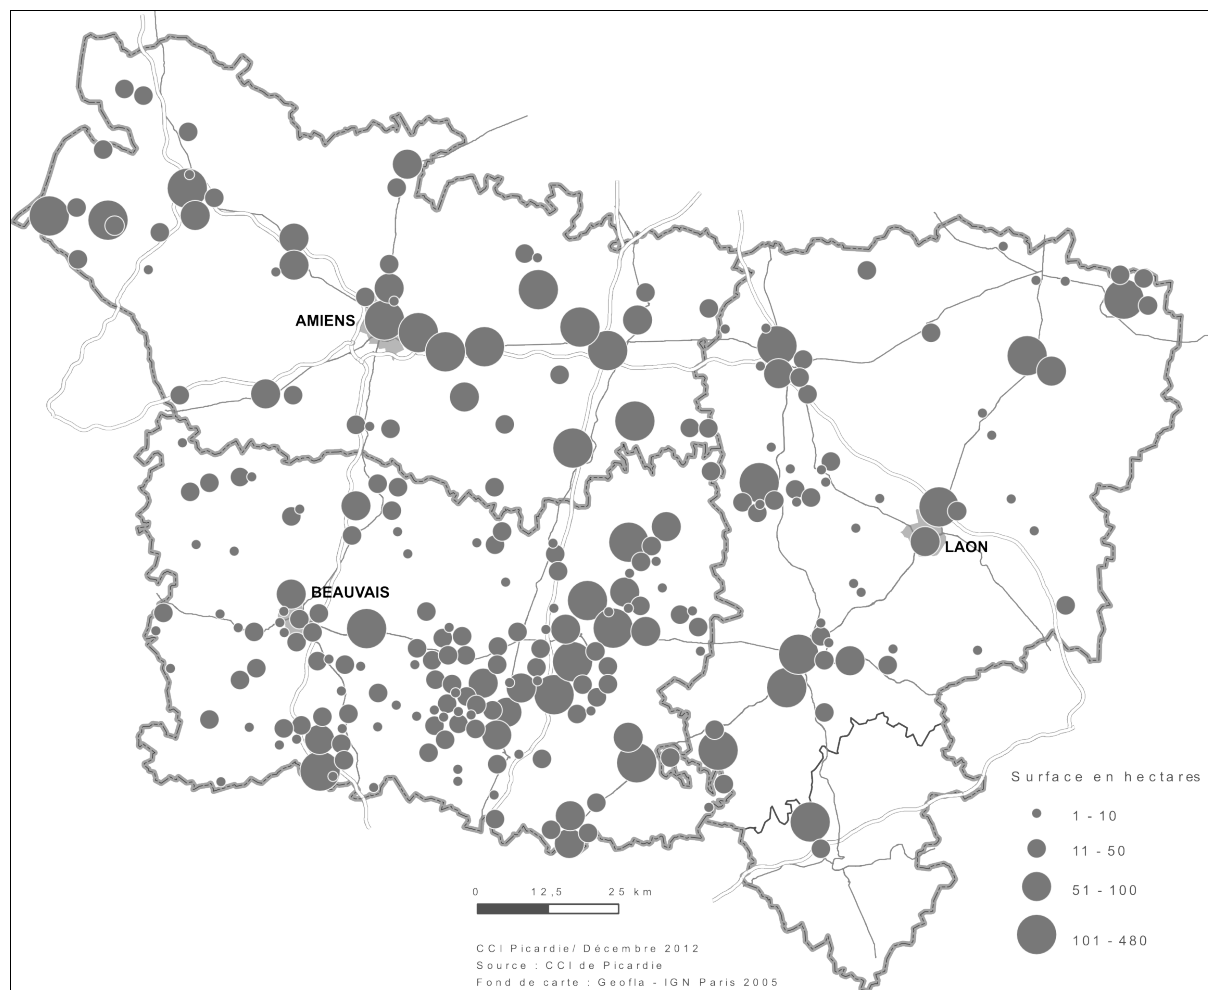 AMIENS
LAON
BEAUVAIS
Surface en hectares
1 - 10
11 - 50
51 - 100
101 - 480
0 12,5 25 km
CCI Picardie/ Décembre 2012
Source : CCI de Picardie
Fond de carte : Geofla - IGN Paris 2005